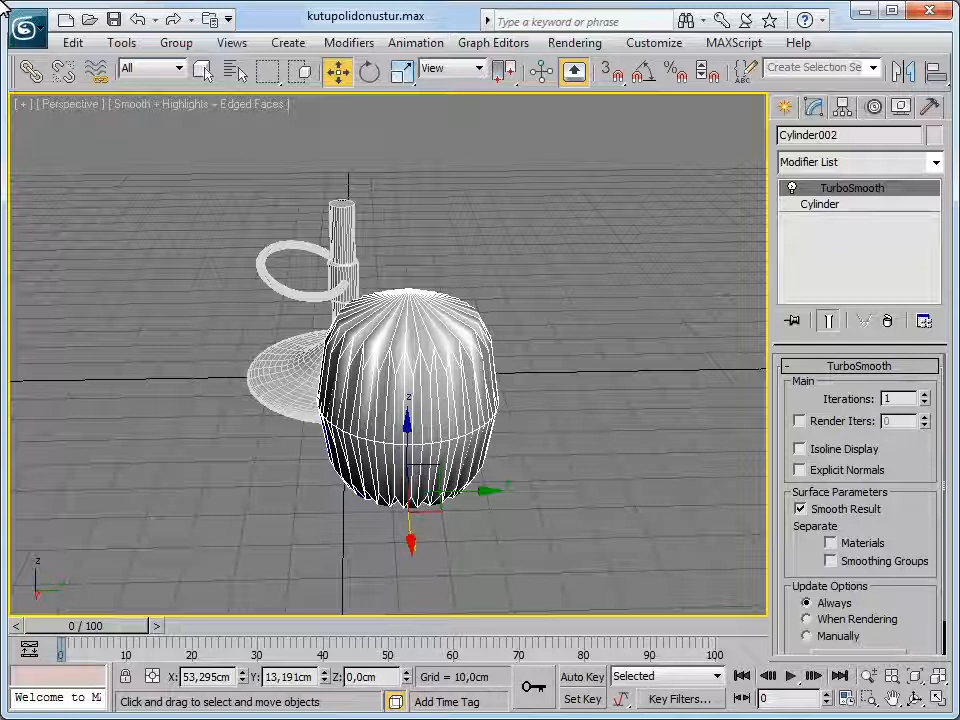 kutupolidonustur.max
Type a keyword or phrase
Edit Tools Group Views Create Modifiers Animation Graph Editors Rendering Customize MAXScript Help
All
View
3
Create Selection Se
[ + ] [ Perspective ] [ Smooth + Highlights + Edged Faces ]
Cylinder002
Modifier List
TurboSmooth
Cylinder
- TurboSmooth
Main
Iterations: 1
Render Iters: 0
Isoline Display
Explicit Normals
Surface Parameters
Smooth Result
Separate
Materials
Smoothing Groups
Update Options
Always
When Rendering
Manually
z
z
< 0 / 100 >
0 10 20 30 40 50 60 70 80 90 100
X: 53,295cm Y: 13,191cm Z: 0,0cm Grid = 10,0cm Auto Key Selected
Welcome to MA
Click and drag to select and move objects Add Time Tag Set Key Key Filters... 0